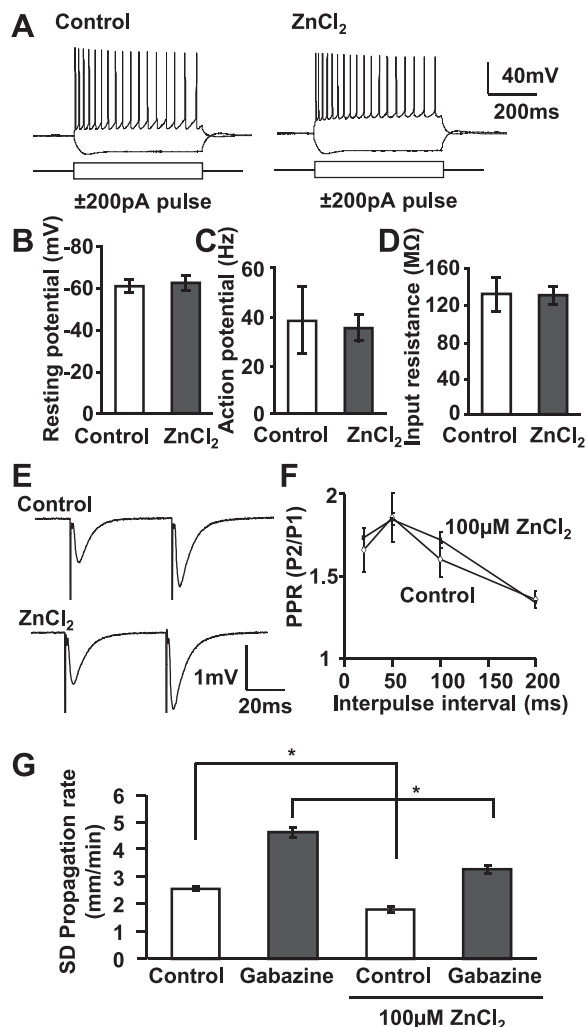 A Control ZnCl2
40mV
200ms
±200pA pulse ±200pA pulse
B C D
Resting potential (mV)
-80
-60
-40
-20
0
Control ZnCl2
Action potential (Hz)
60
40
20
0
Control ZnCl2
Input resistance (MΩ)
160
120
80
40
0
Control ZnCl2
E
Control
ZnCl2
1mV
20ms
F
PPR (P2/P1)
2
1.5
1
100µM ZnCl2
Control
0 50 100 150 200
Interpulse interval (ms)
G
* *
SD Propagation rate
(mm/min)
6
5
4
3
2
1
0
Control Gabazine Control Gabazine
100µM ZnCl2